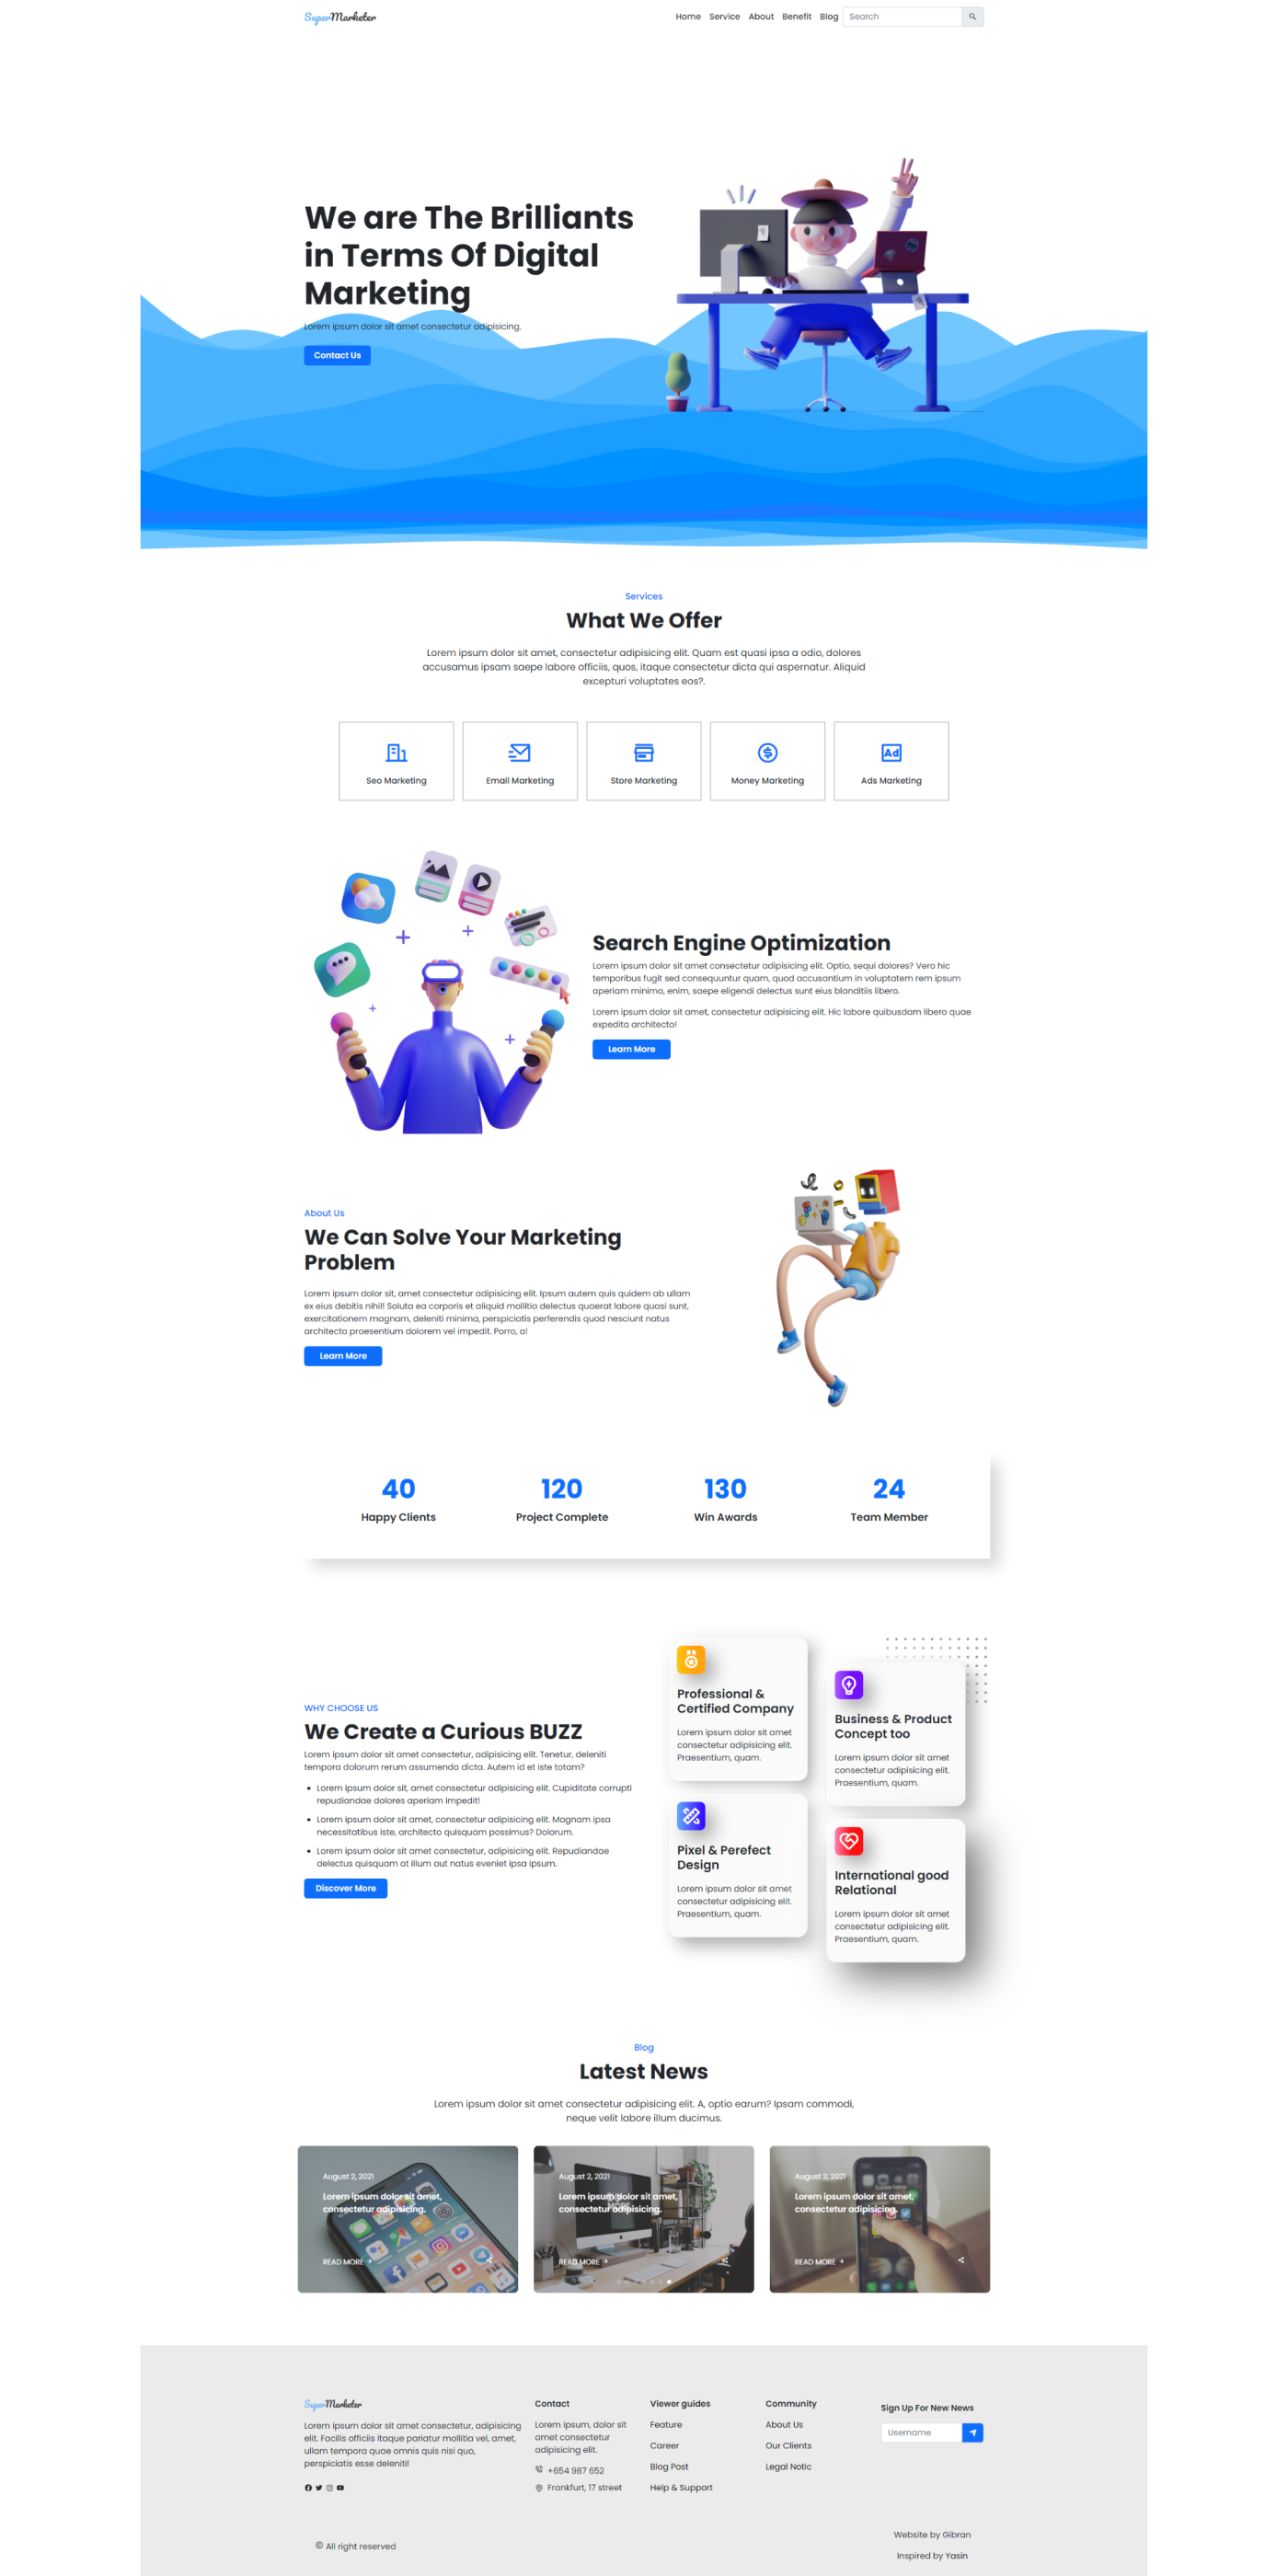 SuperMarketer
Home Service About Benefit Blog Search
We are The Brilliants
in Terms Of Digital
Marketing
Lorem ipsum dolor sit amet consectetur adipisicing.
Contact Us
Services
What We Offer
Lorem ipsum dolor sit amet, consectetur adipisicing elit. Quam est quasi ipsa a odio, dolores
accusamus ipsam saepe labore officiis, quos, itaque consectetur dicta qui aspernatur. Aliquid
excepturi voluptates eos?.
Seo Marketing
Email Marketing
Store Marketing
Money Marketing
Ad
Ads Marketing
Search Engine Optimization
Lorem ipsum dolor sit amet consectetur adipisicing elit. Optio, sequi dolores? Vero hic
temporibus fugit sed consequuntur quam, quod accusantium in voluptatem rem ipsum
aperiam minima, enim, saepe eligendi delectus sunt eius blanditiis libero.
Lorem ipsum dolor sit amet, consectetur adipisicing elit. Hic labore quibusdam libero quae
expedita architecto!
Learn More
About Us
We Can Solve Your Marketing
Problem
Lorem ipsum dolor sit, amet consectetur adipisicing elit. Ipsum autem quis quidem ab ullam
ex eius debitis nihil! Soluta ea corporis et aliquid mollitia delectus quaerat labore quasi sunt,
exercitationem magnam, deleniti minima, perspiciatis perferendis quod nesciunt natus
architecto praesentium dolorem vel impedit. Porro, a!
Learn More
40
Happy Clients
120
Project Complete
130
Win Awards
24
Team Member
WHY CHOOSE US
We Create a Curious BUZZ
Lorem ipsum dolor sit amet consectetur, adipisicing elit. Tenetur, deleniti
tempora dolorum rerum assumenda dicta. Autem id et iste totam?
Lorem ipsum dolor sit, amet consectetur adipisicing elit. Cupiditate corrupti
repudiandae dolores aperiam impedit!
Lorem ipsum dolor sit amet, consectetur adipisicing elit. Magnam ipsa
necessitatibus iste, architecto quisquam possimus? Dolorum.
Lorem ipsum dolor sit amet consectetur, adipisicing elit. Repudiandae
delectus quisquam at illum aut natus eveniet ipsa ipsum.
Discover More
Professional &
Certified Company
Lorem ipsum dolor sit amet
consectetur adipisicing elit.
Praesentium, quam.
Business & Product
Concept too
Lorem ipsum dolor sit amet
consectetur adipisicing elit.
Praesentium, quam.
Pixel & Perefect
Design
Lorem ipsum dolor sit amet
consectetur adipisicing elit.
Praesentium, quam.
International good
Relational
Lorem ipsum dolor sit amet
consectetur adipisicing elit.
Praesentium, quam.
Blog
Latest News
Lorem ipsum dolor sit amet consectetur adipisicing elit. A, optio earum? Ipsam commodi,
neque velit labore illum ducimus.
August 2, 2021
Lorem ipsum dolor sit amet,
consectetur adipisicing.
READ MORE
August 2, 2021
Lorem ipsum dolor sit amet,
consectetur adipisicing.
READ MORE
August 2, 2021
Lorem ipsum dolor sit amet,
consectetur adipisicing.
READ MORE
SuperMarketer
Lorem ipsum dolor sit amet consectetur, adipisicing
elit. Facilis officiis itaque pariatur mollitia vel, amet,
ullam tempora quae omnis quis nisi quo,
perspiciatis esse deleniti!
Contact
Lorem ipsum, dolor sit
amet consectetur
adipisicing elit.
+654 987 652
Frankfurt, 17 street
Viewer guides
Feature
Career
Blog Post
Help & Support
Community
About Us
Our Clients
Legal Notic
Sign Up For New News
Username
© All right reserved
Website by Gibran
Inspired by Yasin